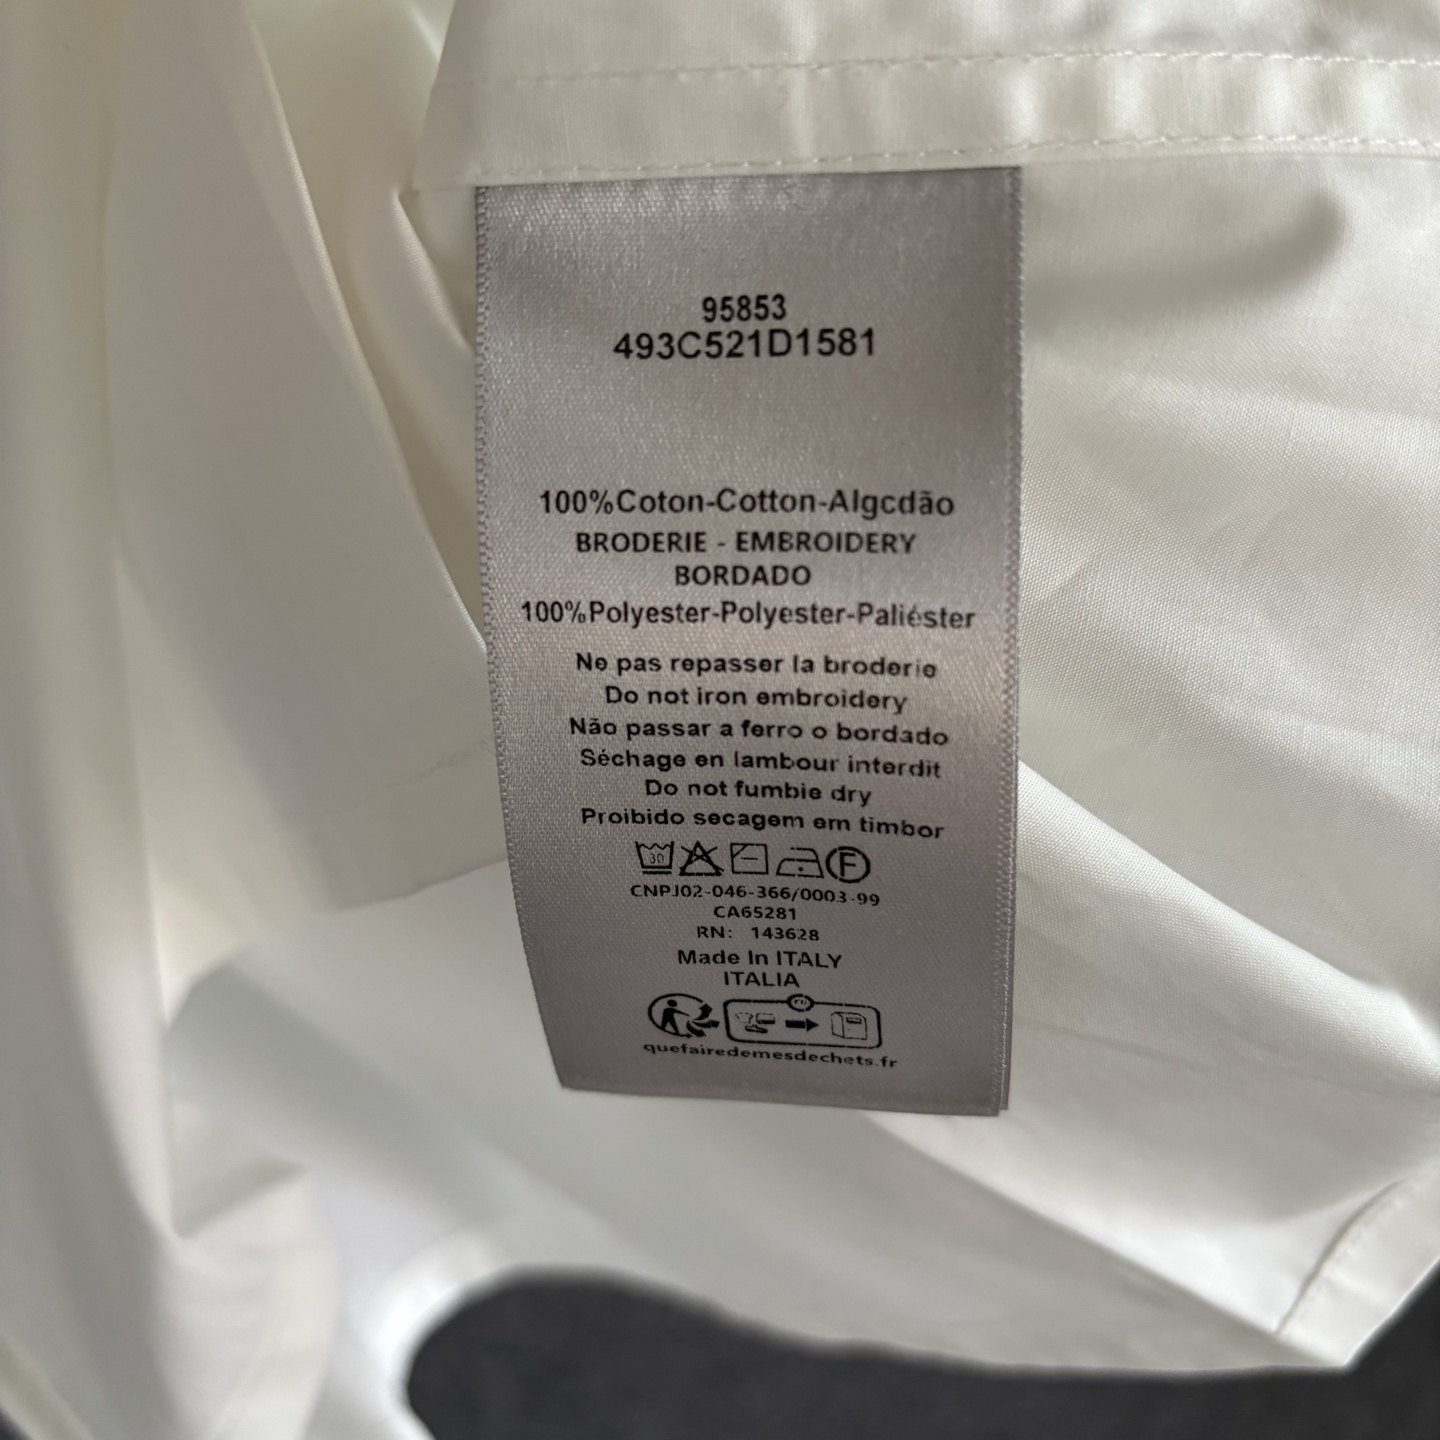 95853
493C521D1581
100%Coton-Cotton-Algcdão
BRODERIE - EMBROIDERY
BORDADO
100%Polyester-Polyester-Paliéster
Ne pas repasser la broderie
Do not iron embroidery
Não passar a ferro o bordado
Séchage en lambour interdit
Do not fumbie dry
Proibido secagem em timbor
30
F
CNPJ02-046-366/0003-99
CA65281
RN: 143628
Made In ITALY
ITALIA
quefairedemesdechets.fr